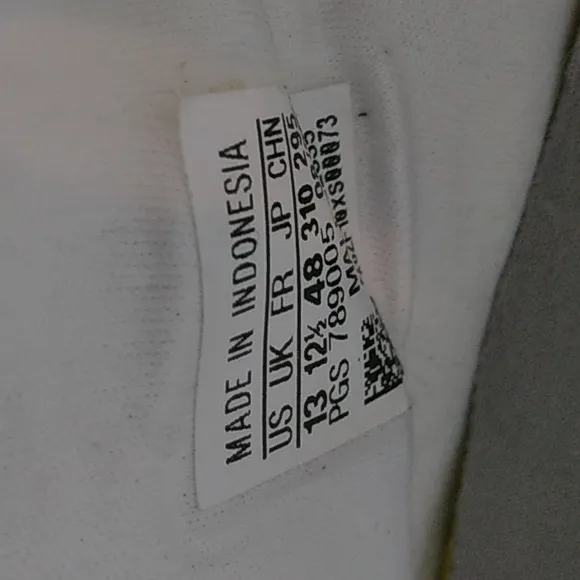 MADE IN INDONESIA
US UK FR JP CHN
13 12½ 48 310 295
PGS 789005